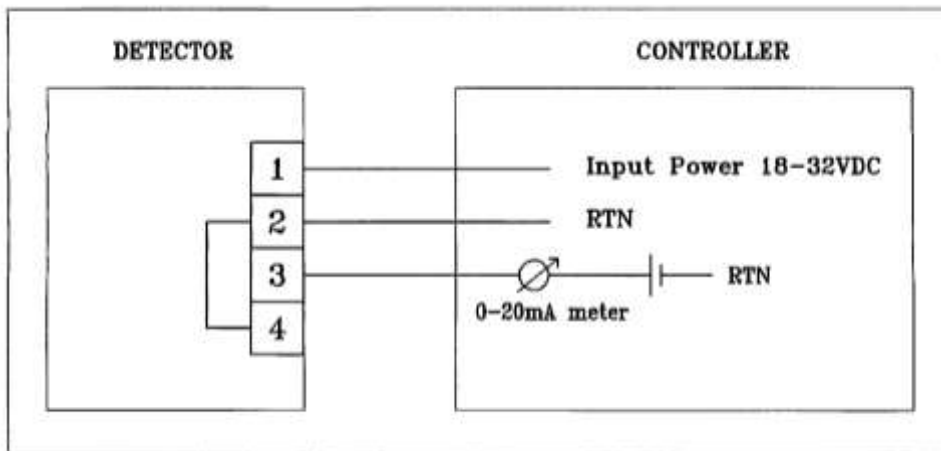 DETECTOR
CONTROLLER
1
Input Power 18-32VDC
2
RTN
3
RTN
0-20mA meter
4